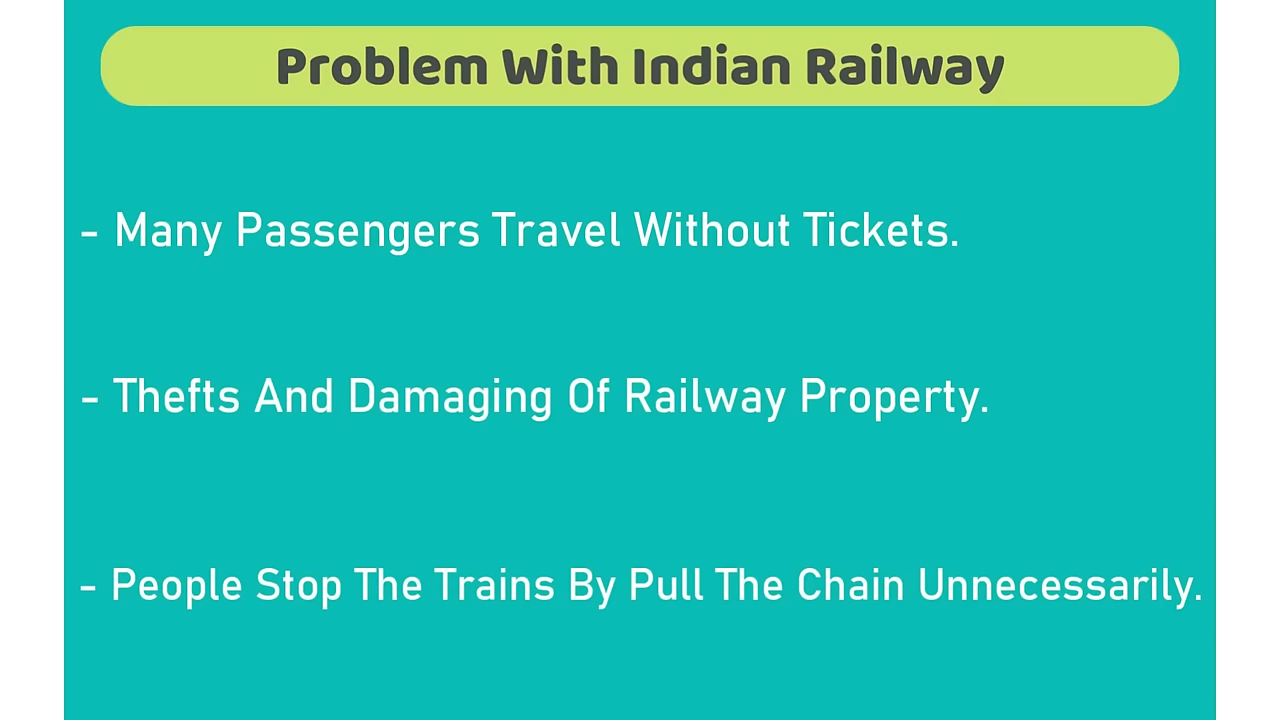 Problem With Indian Railway
- Many Passengers Travel Without Tickets.
- Thefts And Damaging Of Railway Property.
- People Stop The Trains By Pull The Chain Unnecessarily.